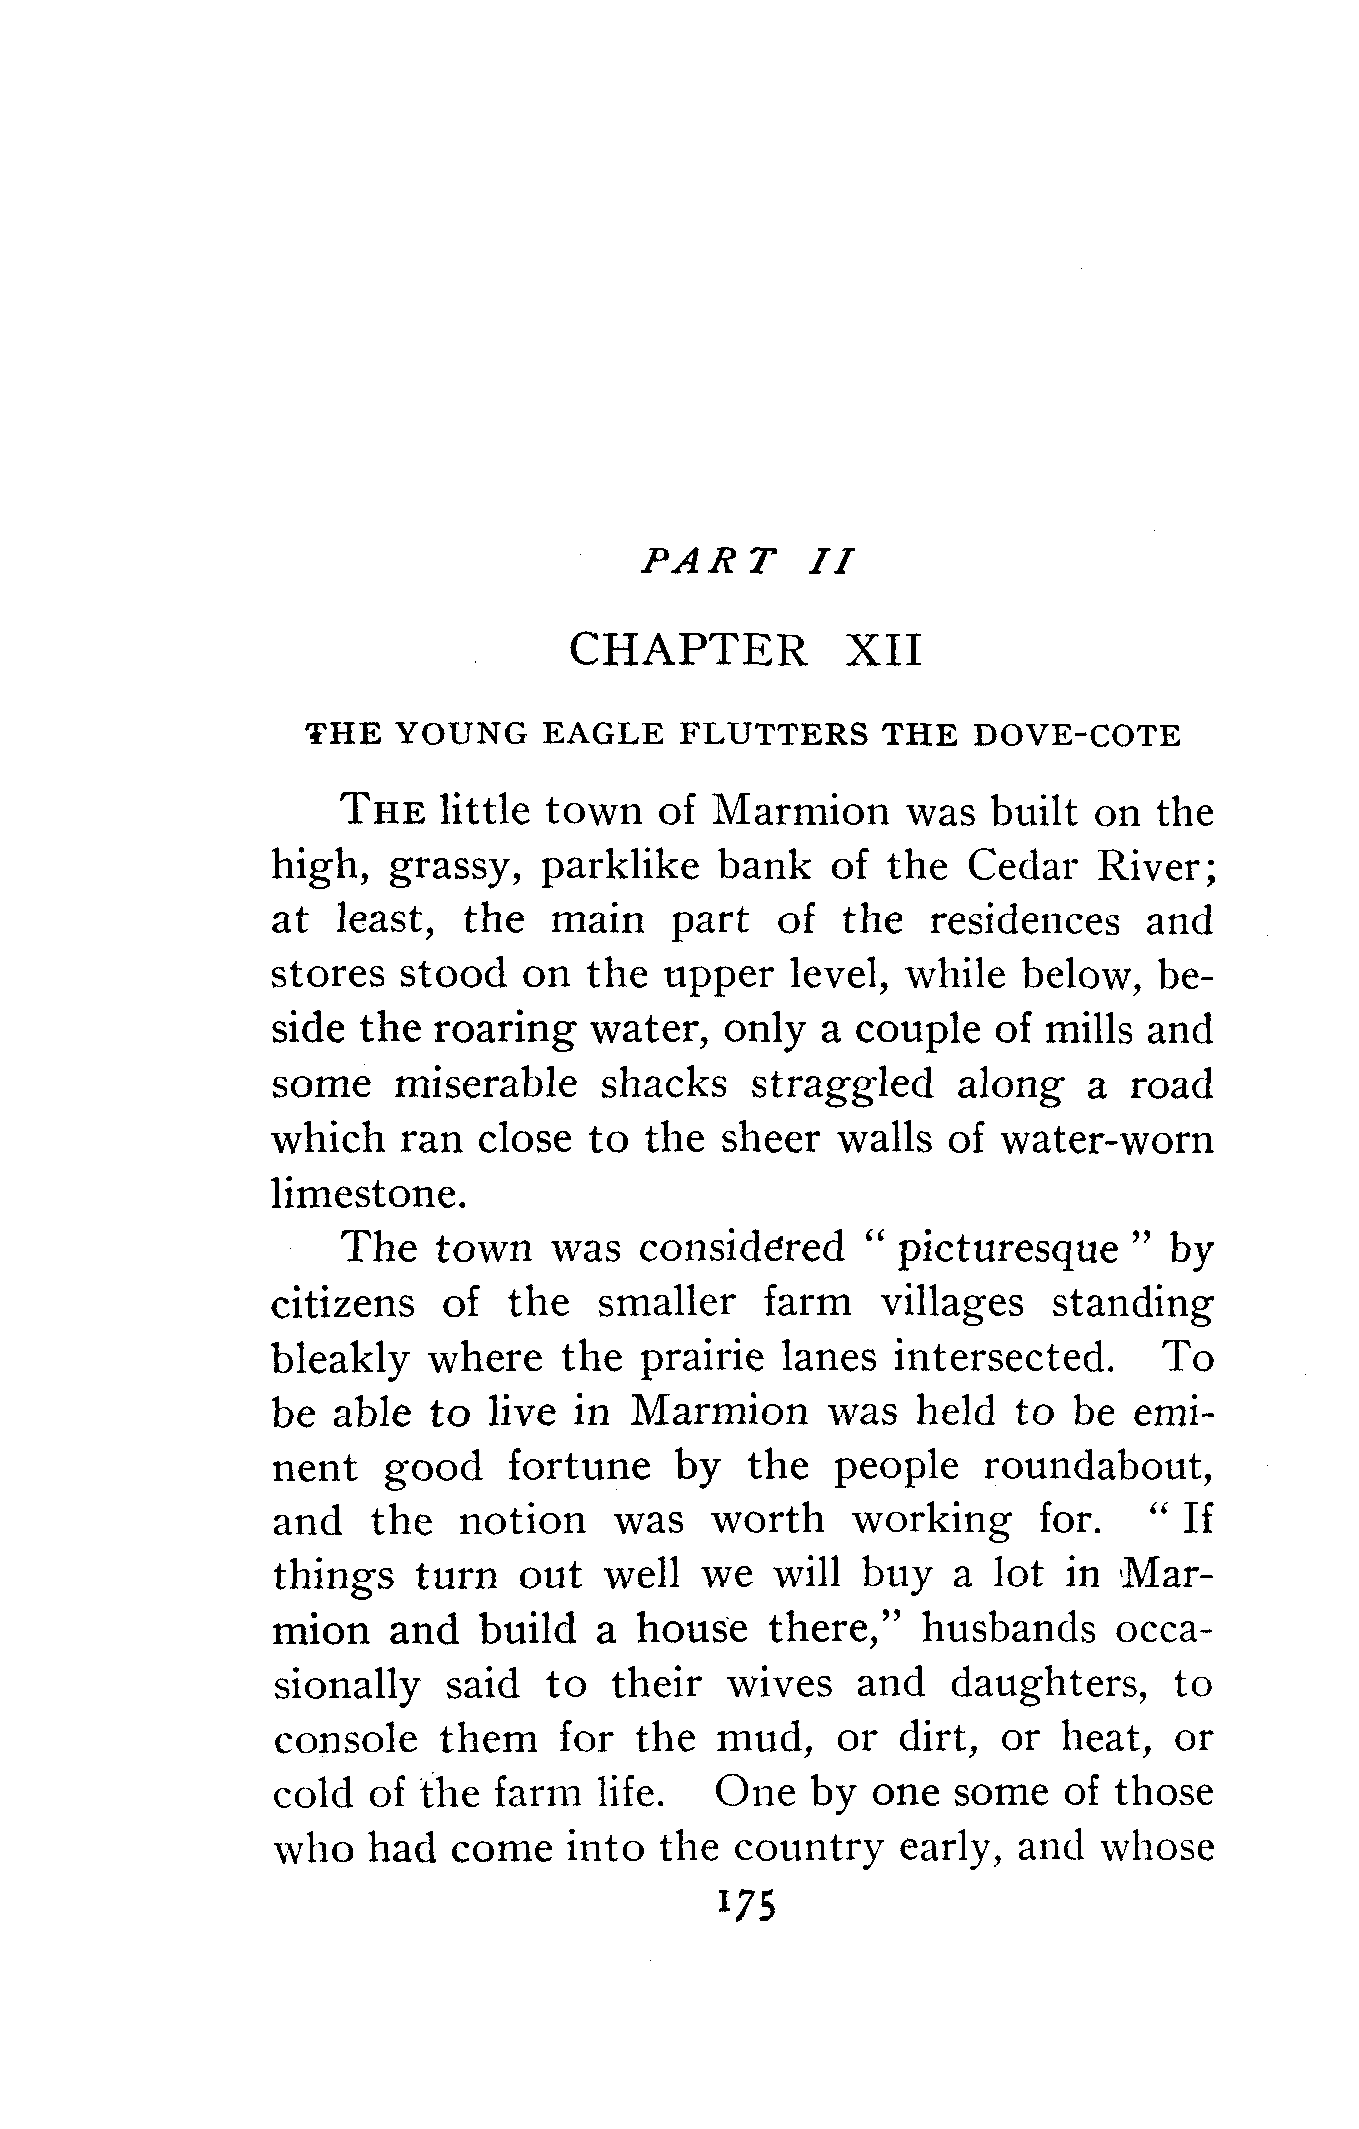 PART II
CHAPTER XII
THE YOUNG EAGLE FLUTTERS THE DOVE-COTE
THE little town of Marmion was built on the
high, grassy, parklike bank of the Cedar River;
at least, the main part of the residences and
stores stood on the upper level, while below, be-
side the roaring water, only a couple of mills and
some miserable shacks straggled along a road
which ran close to the sheer walls of water-worn
limestone.
The town was considered “ picturesque ” by
citizens of the smaller farm villages standing
bleakly where the prairie lanes intersected. To
be able to live in Marmion was held to be emi-
nent good fortune by the people roundabout,
and the notion was worth working for. “ If
things turn out well we will buy a lot in Mar-
mion and build a house there,” husbands occa-
sionally said to their wives and daughters, to
console them for the mud, or dirt, or heat, or
cold of the farm life. One by one some of those
who had come into the country early, and whose
175